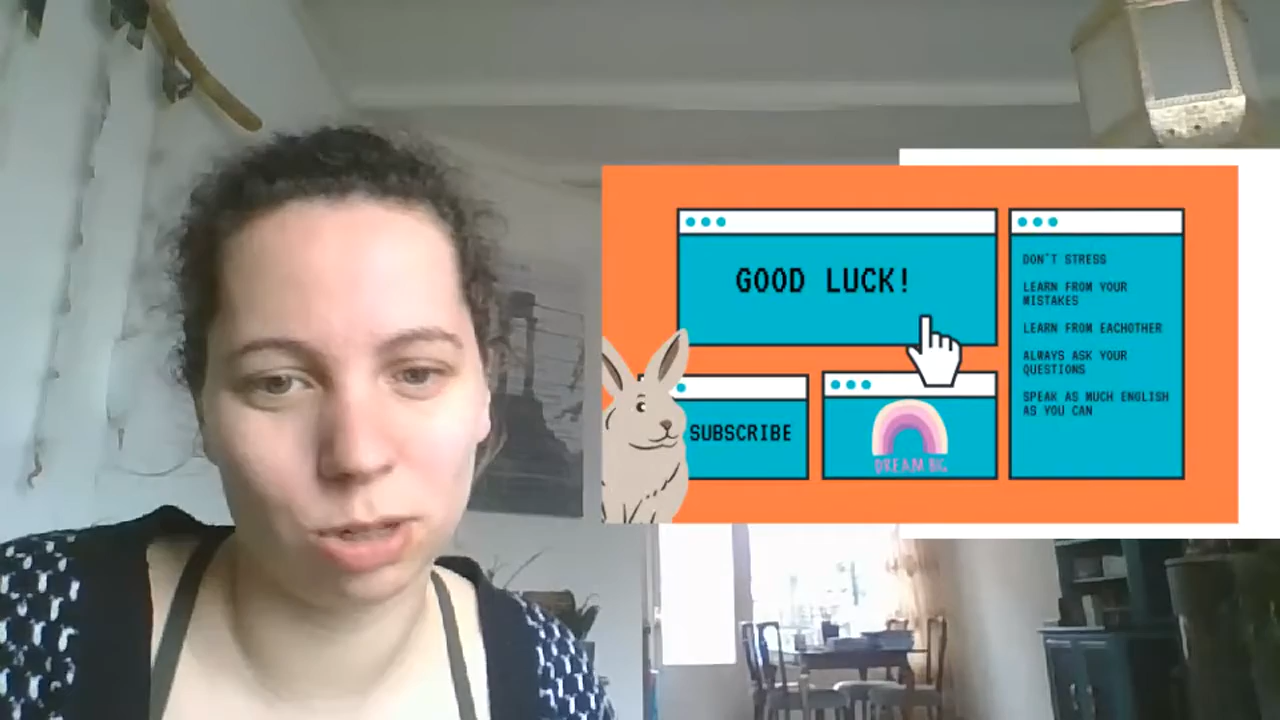 GOOD LUCK!
SUBSCRIBE
DREAM BIG
DON'T STRESS
LEARN FROM YOUR
MISTAKES
LEARN FROM EACHOTHER
ALWAYS ASK YOUR
QUESTIONS
SPEAK AS MUCH ENGLISH
AS YOU CAN